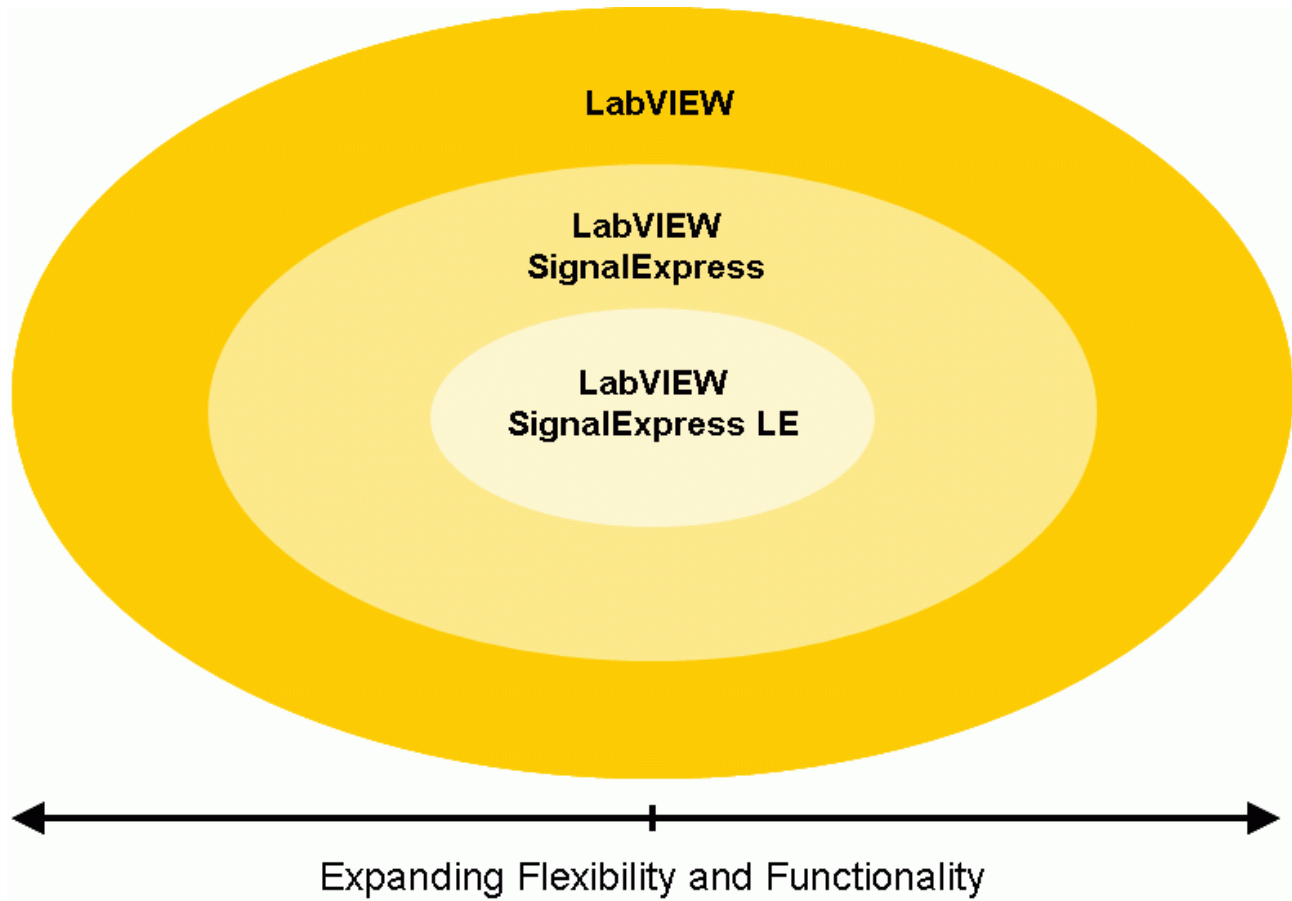 LabVIEW
LabVIEW
SignalExpress
LabVIEW
SignalExpress LE
Expanding Flexibility and Functionality